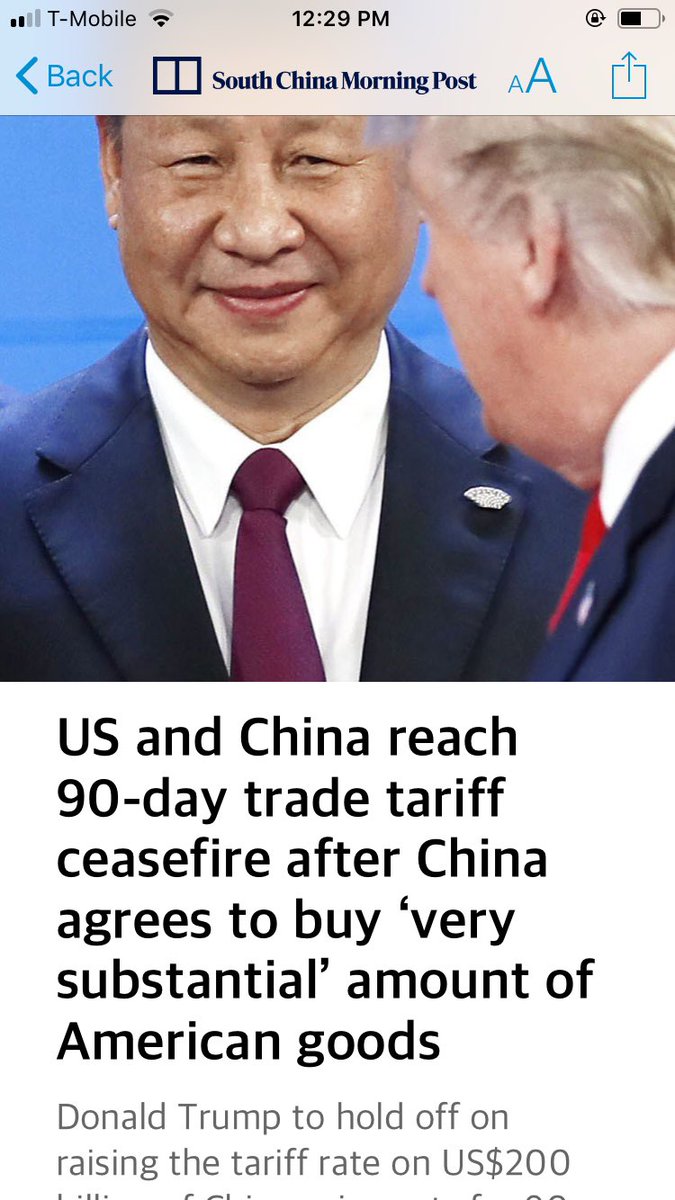 T-Mobile 12:29 PM
Back South China Morning Post AA
US and China reach
90-day trade tariff
ceasefire after China
agrees to buy ‘very
substantial’ amount of
American goods
Donald Trump to hold off on
raising the tariff rate on US$200